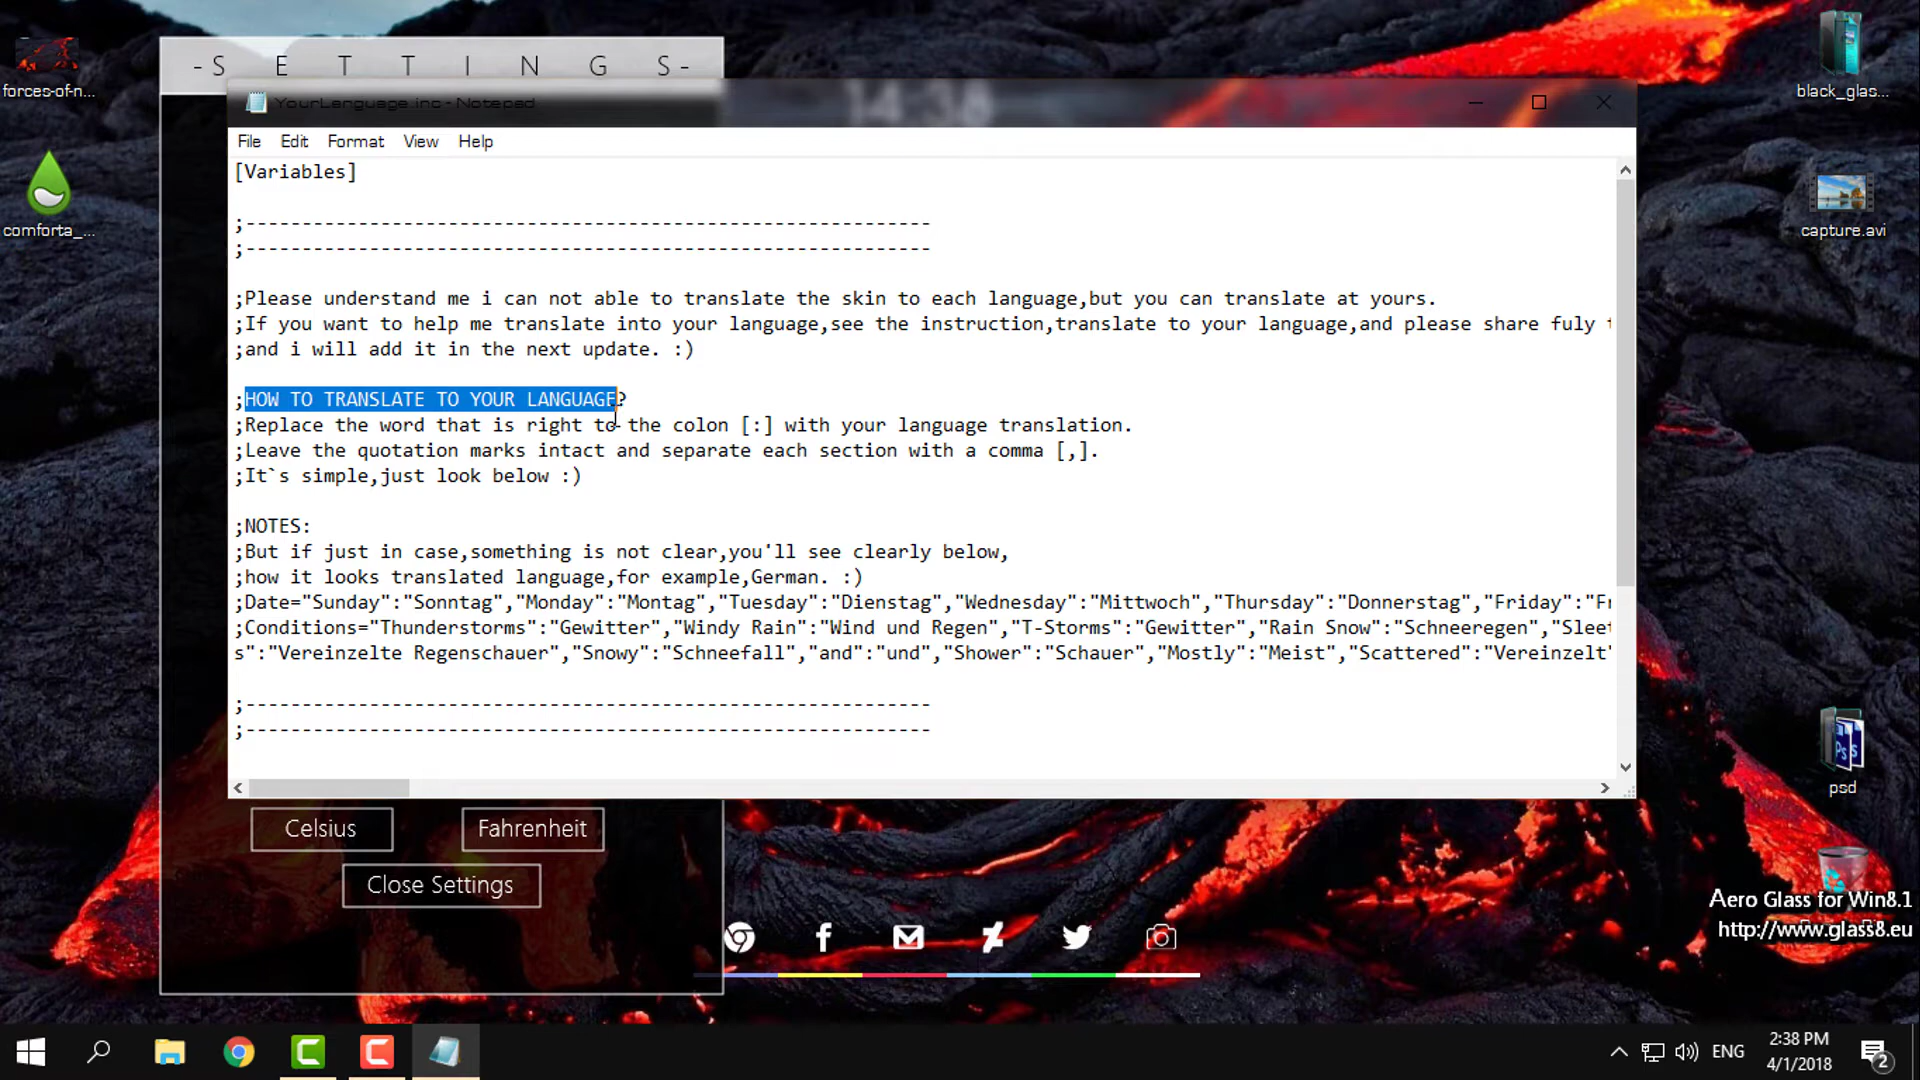 -S E T T I N G S-
14:38
YourLanguage.inc - Notepad
File Edit Format View Help
[Variables]
;-------------------------------------------------------------
;-------------------------------------------------------------
;Please understand me i can not able to translate the skin to each language,but you can translate at yours.
;If you want to help me translate into your language,see the instruction,translate to your language,and please share fuly
;and i will add it in the next update. :)
;HOW TO TRANSLATE TO YOUR LANGUAGE?
;Replace the word that is right to the colon [:] with your language translation.
;Leave the quotation marks intact and separate each section with a comma [,].
;It`s simple,just look below :)
;NOTES:
;But if just in case,something is not clear,you'll see clearly below,
;how it looks translated language,for example,German. :)
;Date="Sunday":"Sonntag","Monday":"Montag","Tuesday":"Dienstag","Wednesday":"Mittwoch","Thursday":"Donnerstag","Friday":"Fr
;Conditions="Thunderstorms":"Gewitter","Windy Rain":"Wind und Regen","T-Storms":"Gewitter","Rain Snow":"Schneeregen","Sleet
s":"Vereinzelte Regenschauer","Snowy":"Schneefall","and":"und","Shower":"Schauer","Mostly":"Meist","Scattered":"Vereinzelt"
;-------------------------------------------------------------
;-------------------------------------------------------------
Celsius Fahrenheit
Close Settings
forces-of-n...
comforta_...
black_glas...
capture.avi
Ps
psd
Aero Glass for Win8.1
http://www.glass8.eu
ENG
2:38 PM
4/1/2018
2